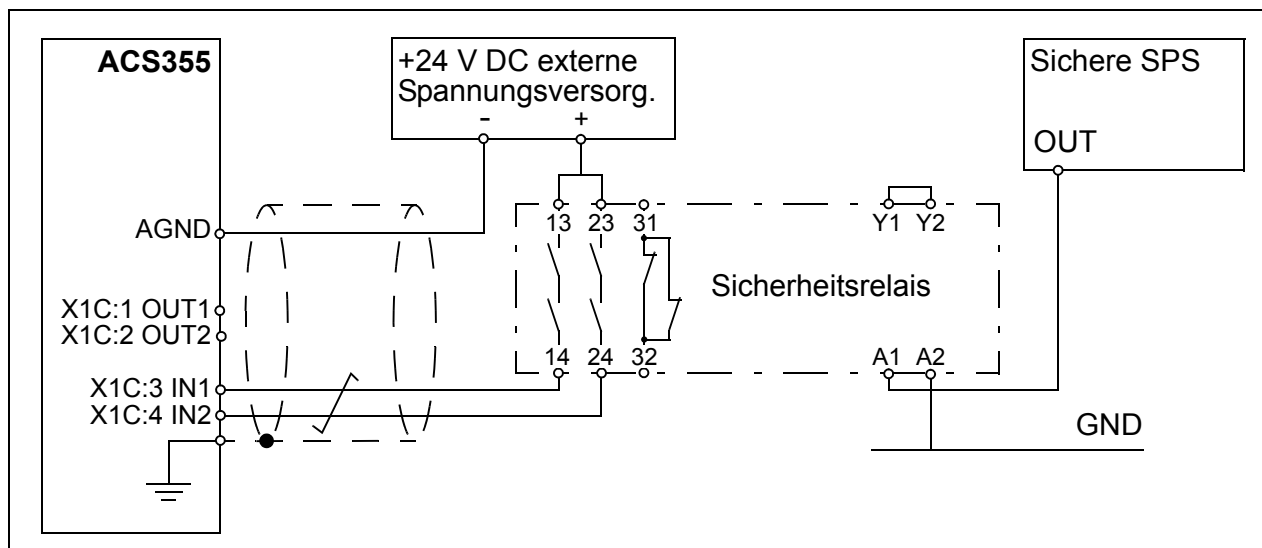 ACS355
+24 V DC externe
Spannungsversorg.
- +
Sichere SPS
OUT
AGND
13 23 31
Y1 Y2
Sicherheitsrelais
X1C:1 OUT1
X1C:2 OUT2
14 24 32
A1 A2
X1C:3 IN1
X1C:4 IN2
GND